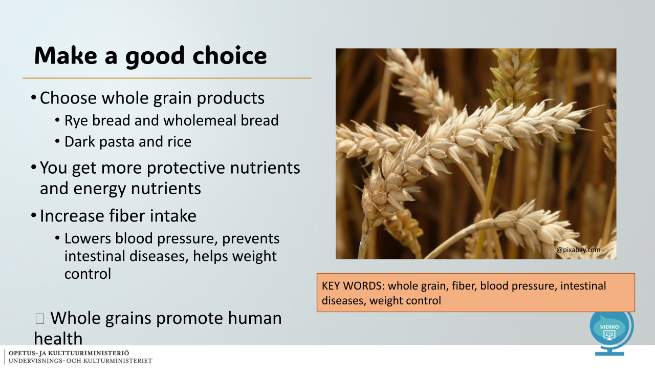 Make a good choice
• Choose whole grain products
• Rye bread and wholemeal bread
• Dark pasta and rice
• You get more protective nutrients
and energy nutrients
• Increase fiber intake
• Lowers blood pressure, prevents
intestinal diseases, helps weight
control
Whole grains promote human
health
@pixabay.com
KEY WORDS: whole grain, fiber, blood pressure, intestinal
diseases, weight control
VIERKO
OPETUS- JA KULTTUURIMINISTERIÖ
UNDERVISNINGS- OCH KULTURMINISTERIET